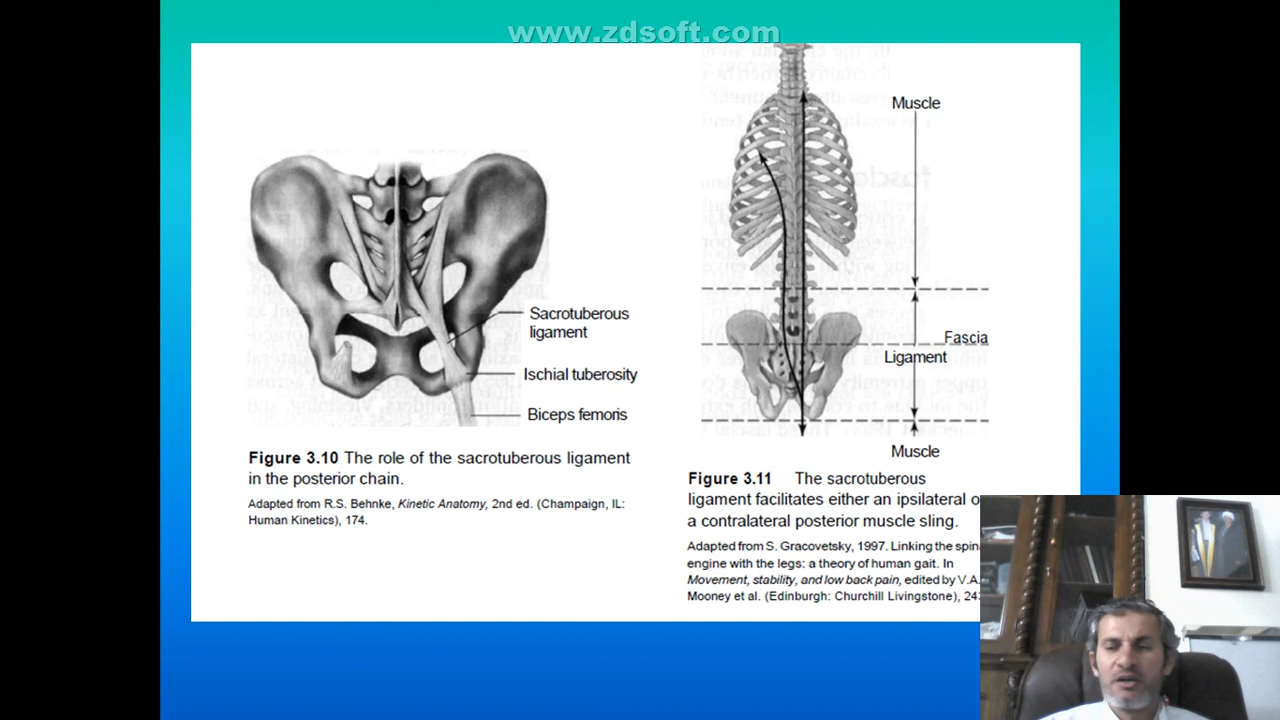 www.zdsoft.com
Muscle
Fascia
Ligament
Muscle
Sacrotuberous
ligament
Ischial tuberosity
Biceps femoris
Figure 3.10 The role of the sacrotuberous ligament
in the posterior chain.
Adapted from R.S. Behnke, Kinetic Anatomy, 2nd ed. (Champaign, IL:
Human Kinetics), 174.
Figure 3.11 The sacrotuberous
ligament facilitates either an ipsilateral o
a contralateral posterior muscle sling.
Adapted from S. Gracovetsky, 1997. Linking the spin
engine with the legs: a theory of human gait. In
Movement, stability, and low back pain, edited by V.A.
Mooney et al. (Edinburgh: Churchill Livingstone), 24